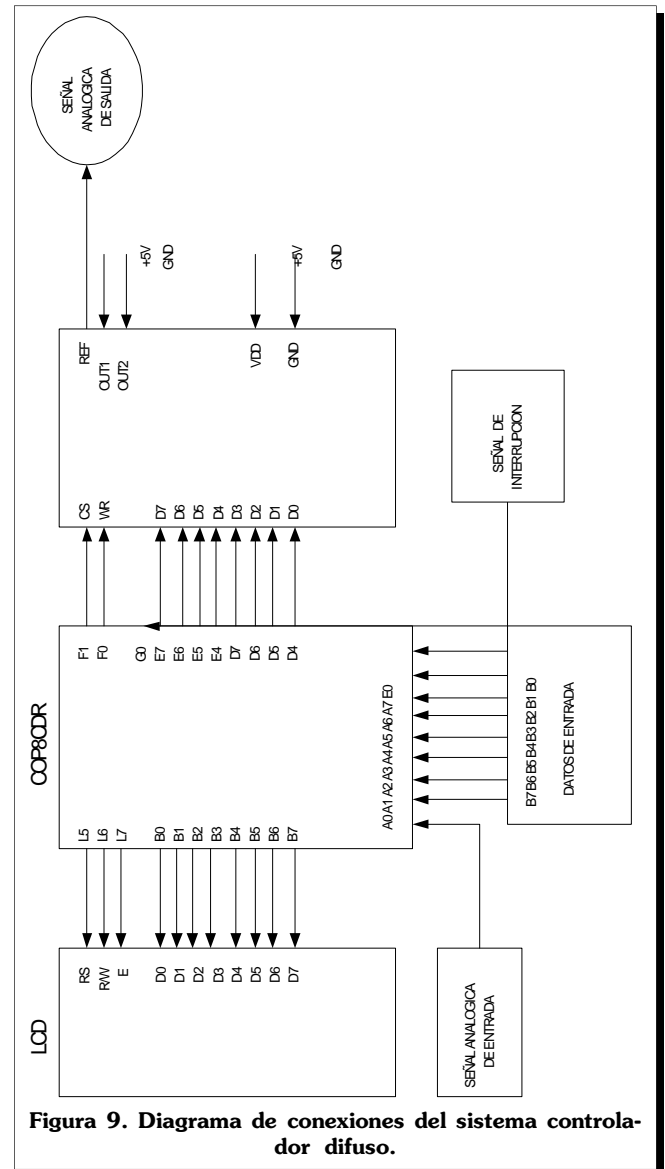 SEÑAL
ANALOGICA
DE SALIDA
REF
OUT1
OUT2
+5V
GND
VDD
GND
+5V
GND
CS
WR
D7
D6
D5
D4
D3
D2
D1
D0
SEÑAL DE
INTERRUPCION
COP8CDR
F1
F0
G0
E7
E6
E5
E4
D7
D6
D5
D4
L5
L6
L7
B0
B1
B2
B3
B4
B5
B6
B7
A0 A1 A2 A3 A4 A5 A6 A7 E0
B7 B6 B5 B4 B3 B2 B1 B0
DATOS DE ENTRADA
LCD
RS
R/W
E
D0
D1
D2
D3
D4
D5
D6
D7
SEÑAL ANALOGICA
DE ENTRADA
Figura 9. Diagrama de conexiones del sistema controla-
dor difuso.